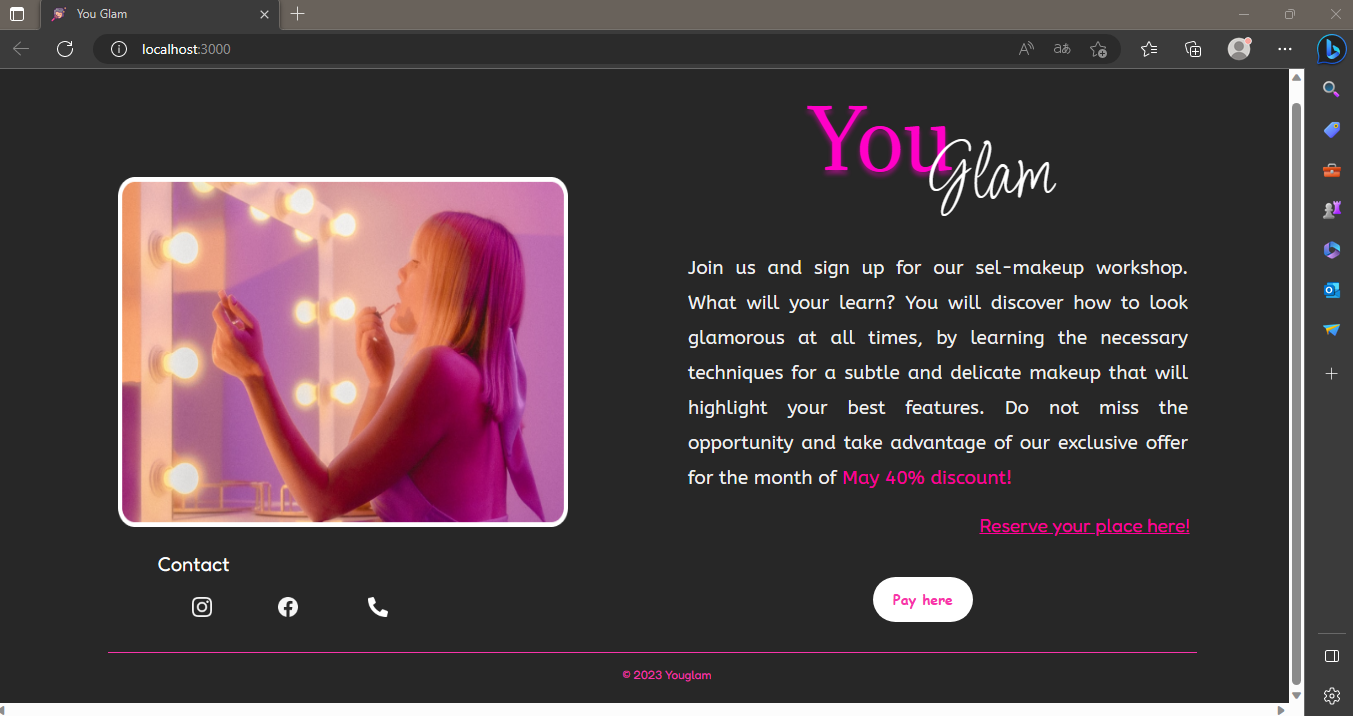 You Glam
localhost:3000
You
Glam
Join us and sign up for our sel-makeup workshop.
What will your learn? You will discover how to look
glamorous at all times, by learning the necessary
techniques for a subtle and delicate makeup that will
highlight your best features. Do not miss the
opportunity and take advantage of our exclusive offer
for the month of May 40% discount!
Reserve your place here!
Contact
Pay here
© 2023 Youglam